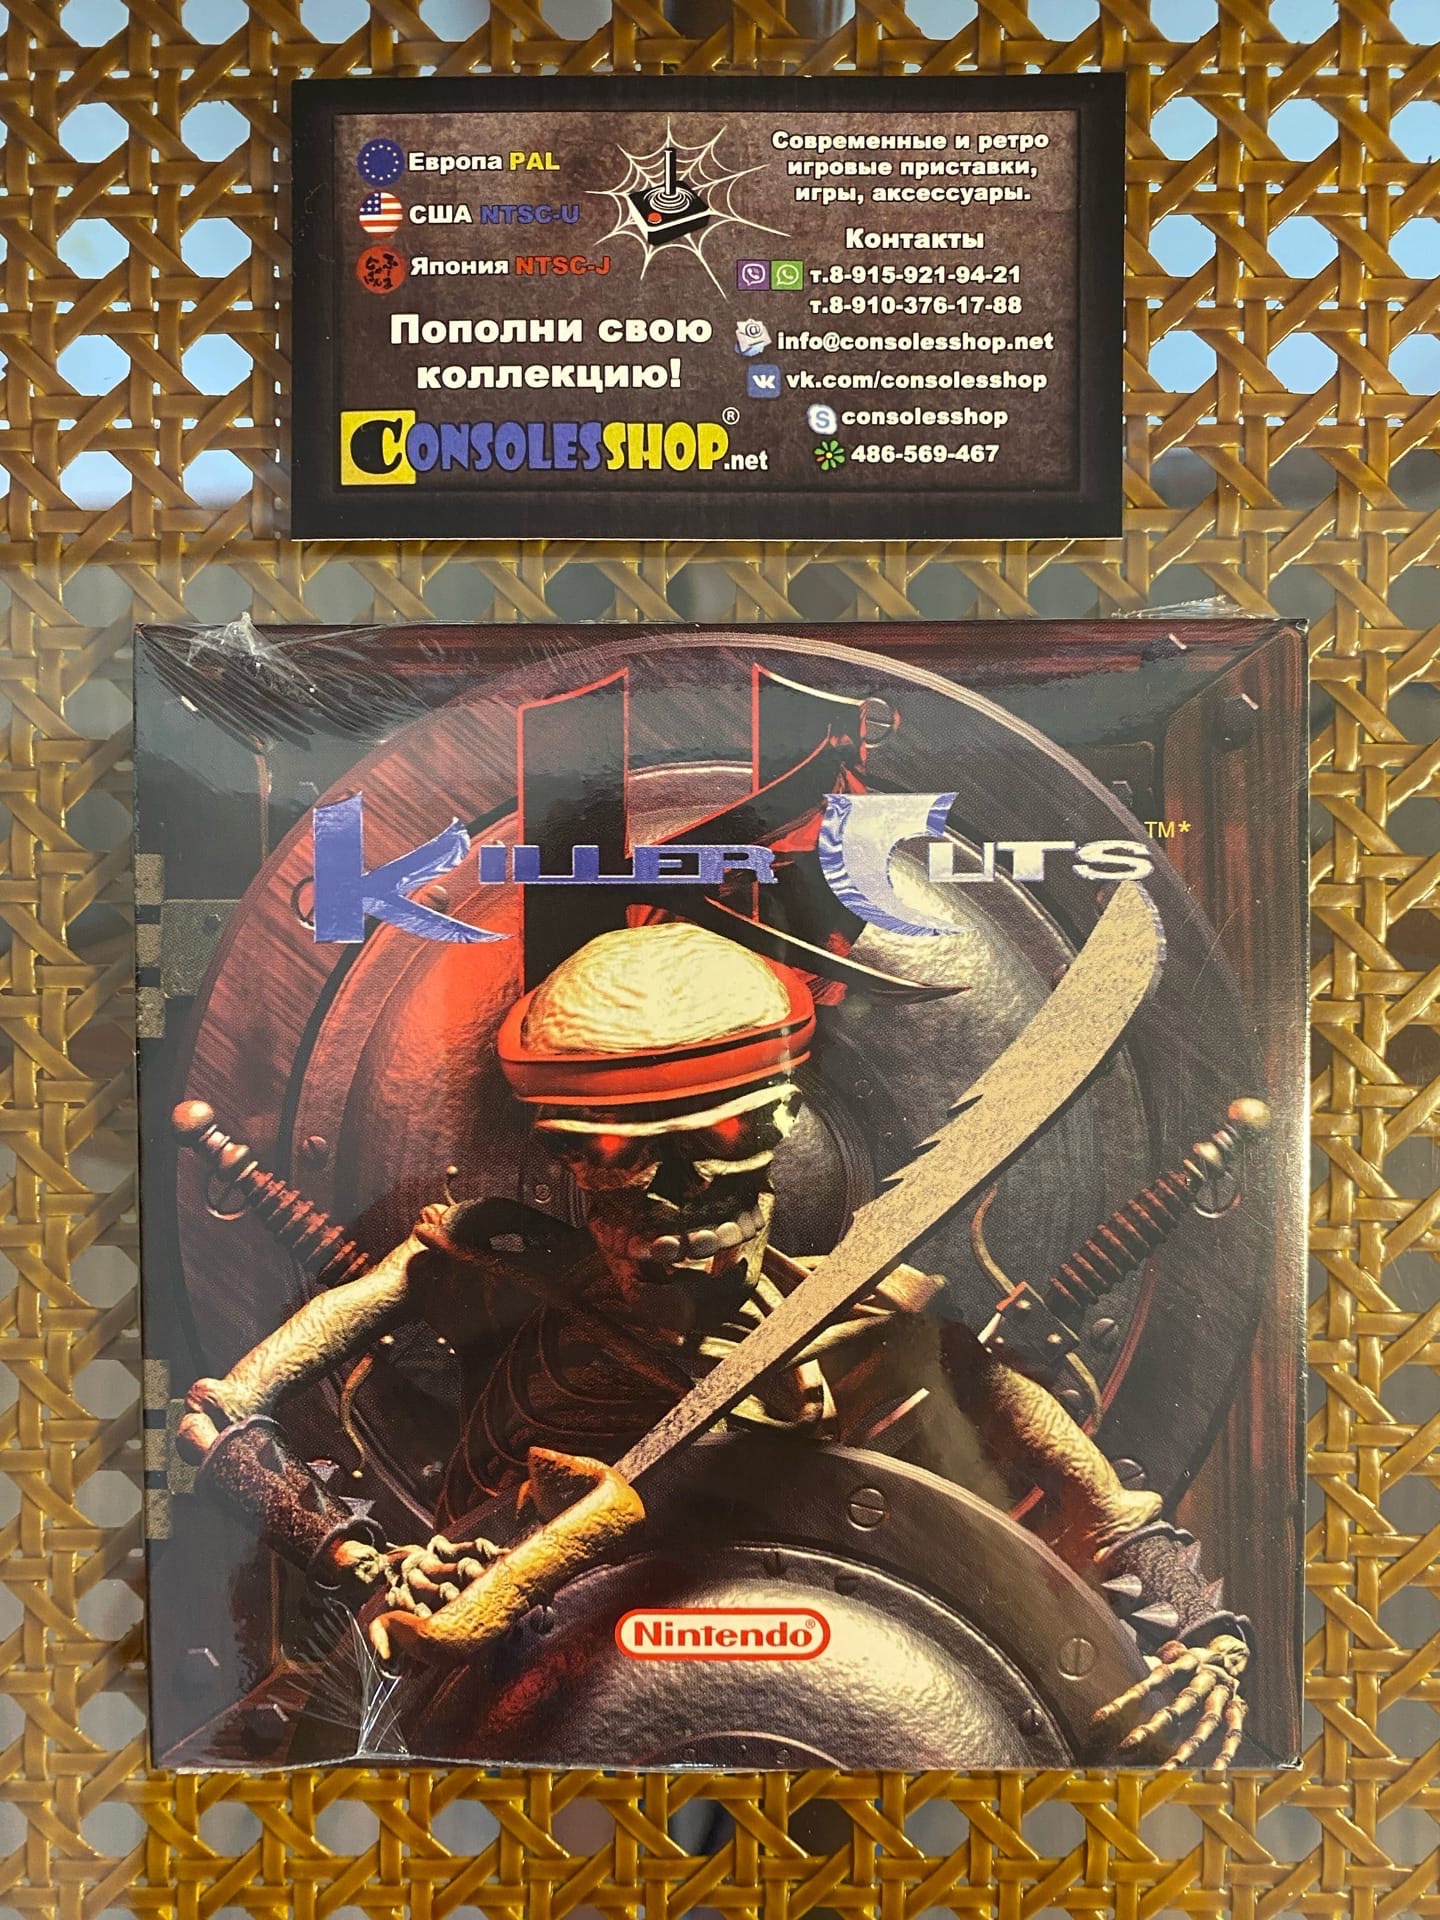 Европа PAL
США NTSC-U
Япония NTSC-J
Пополни свою
коллекцию!
CONSOLESSHOP.net®
Современные и ретро
игровые приставки,
игры, аксессуары.
Контакты
т.8-915-921-94-21
т.8-910-376-17-88
info@consolesshop.net
vk.com/consolesshop
consolesshop
486-569-467
KILLER CUTS™*
Nintendo®